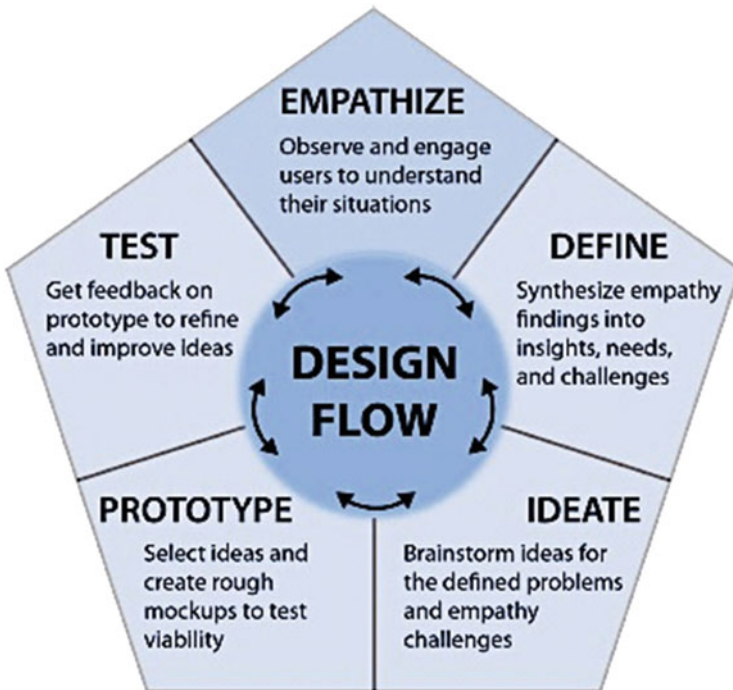 EMPATHIZE
Observe and engage
users to understand
their situations
DEFINE
Synthesize empathy
findings into
insights, needs,
and challenges
IDEATE
Brainstorm ideas for
the defined problems
and empathy
challenges
PROTOTYPE
Select ideas and
create rough
mockups to test
viability
TEST
Get feedback on
prototype to refine
and improve ideas
DESIGN
FLOW